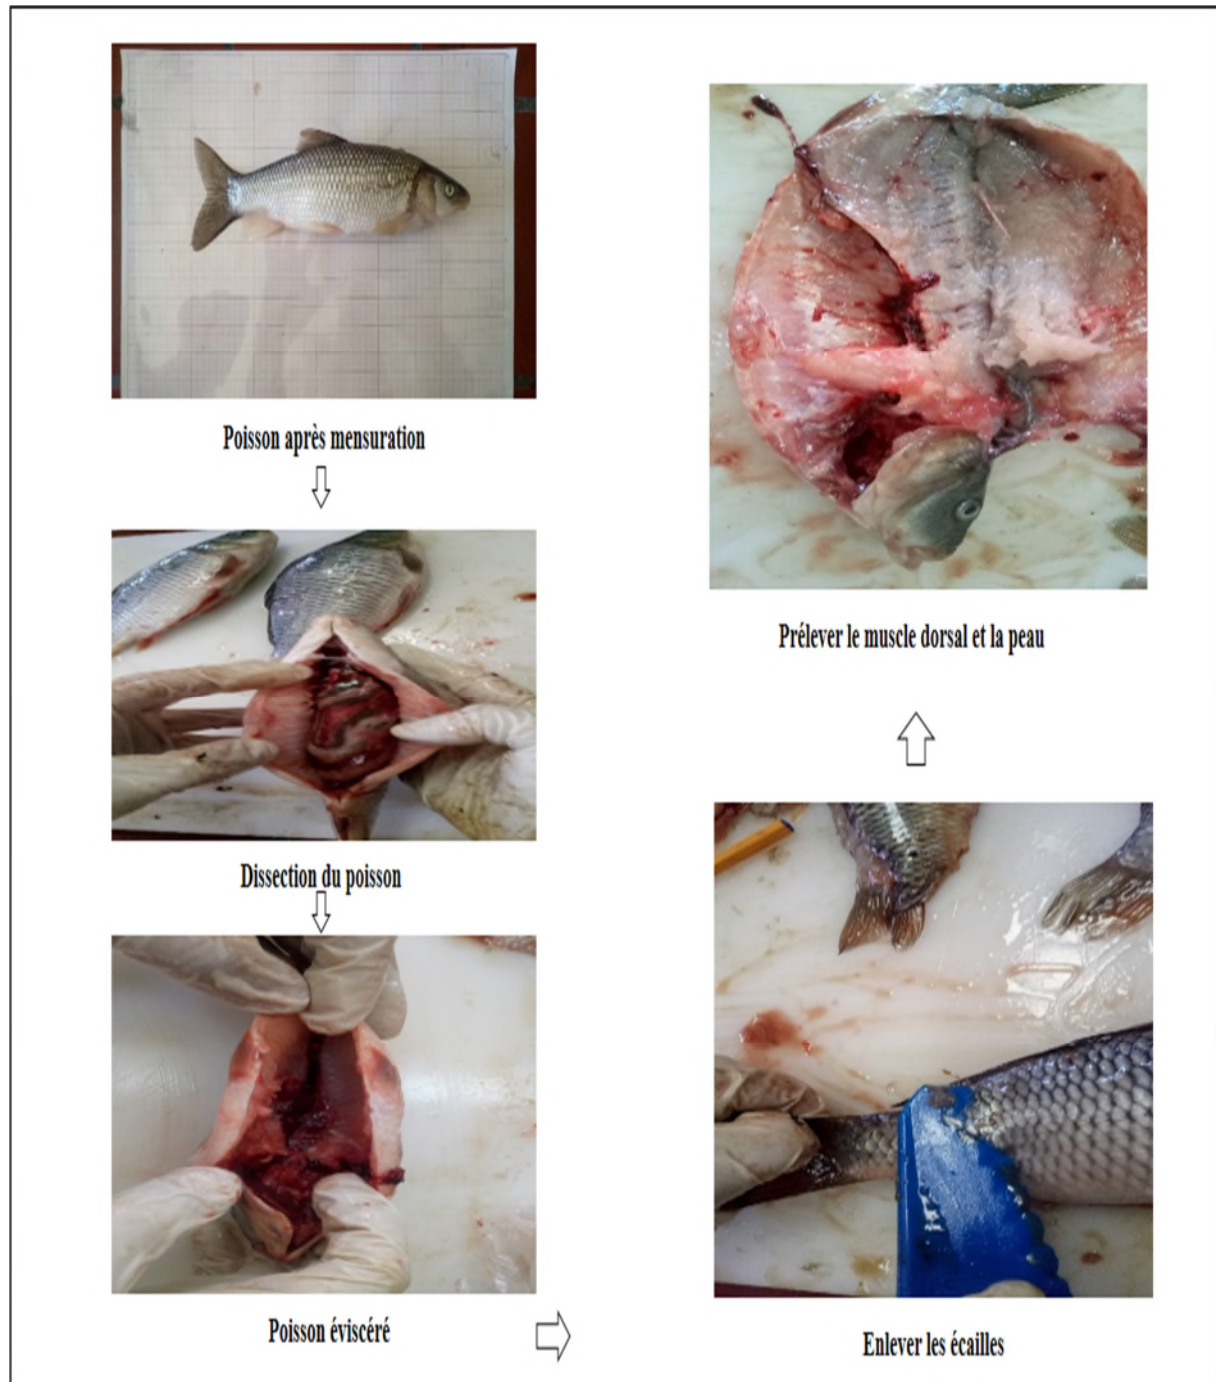 Poisson après mensuration
Dissection du poisson
Poisson éviscéré
Enlever les écailles
Prélever le muscle dorsal et la peau